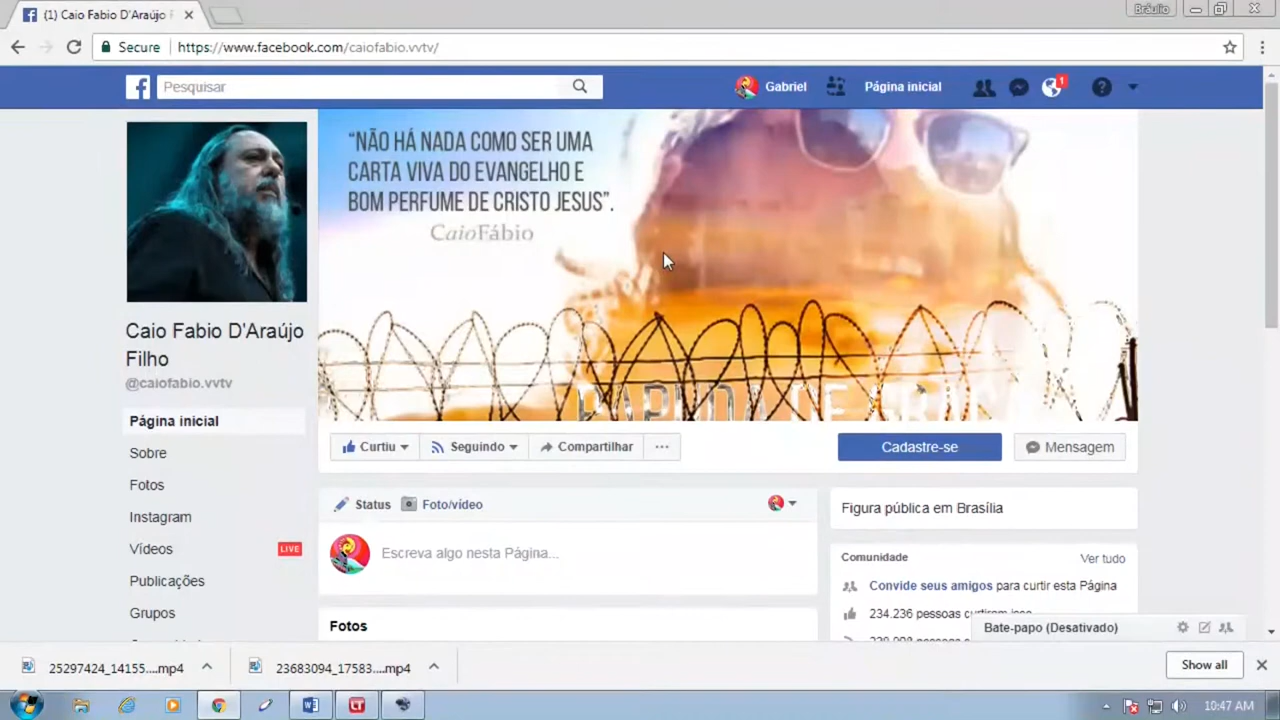 (1) Caio Fabio D'Araújo F
Bráulio
Secure
https://www.facebook.com/caiofabio.vvtv/
Pesquisar
Gabriel
Página inicial
1
"NÃO HÁ NADA COMO SER UMA
CARTA VIVA DO EVANGELHO E
BOM PERFUME DE CRISTO JESUS".
CaioFábio
Caio Fabio D'Araújo
Filho
@caiofabio.vvtv
Página inicial
Sobre
Fotos
Instagram
Vídeos
LIVE
Publicações
Grupos
Curtiu
Seguindo
Compartilhar
Cadastre-se
Mensagem
Status
Foto/vídeo
Escreva algo nesta Página...
Fotos
Figura pública em Brasília
Comunidade
Ver tudo
Convide seus amigos para curtir esta Página
234.236 pessoas curtiram isso
Bate-papo (Desativado)
25297424_14155....mp4
23683094_17583....mp4
Show all
10:47 AM